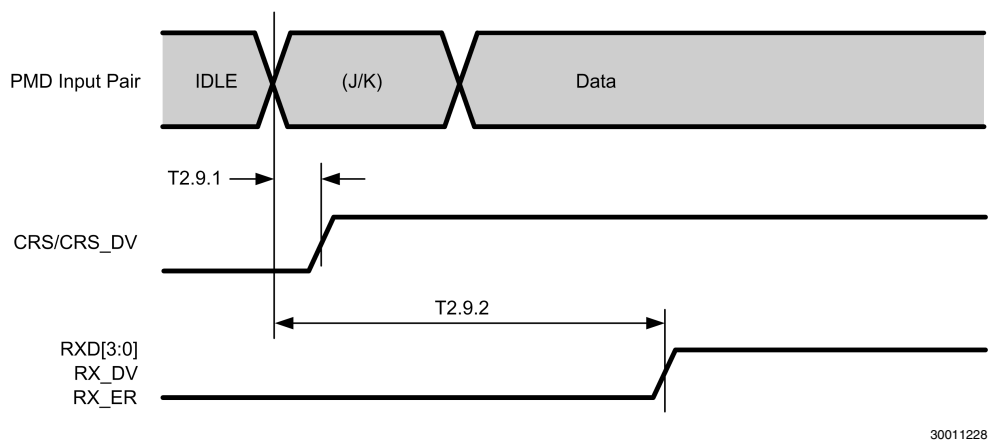 PMD Input Pair
IDLE
(J/K)
Data
T2.9.1
CRS/CRS_DV
T2.9.2
RXD[3:0]
RX_DV
RX_ER
30011228